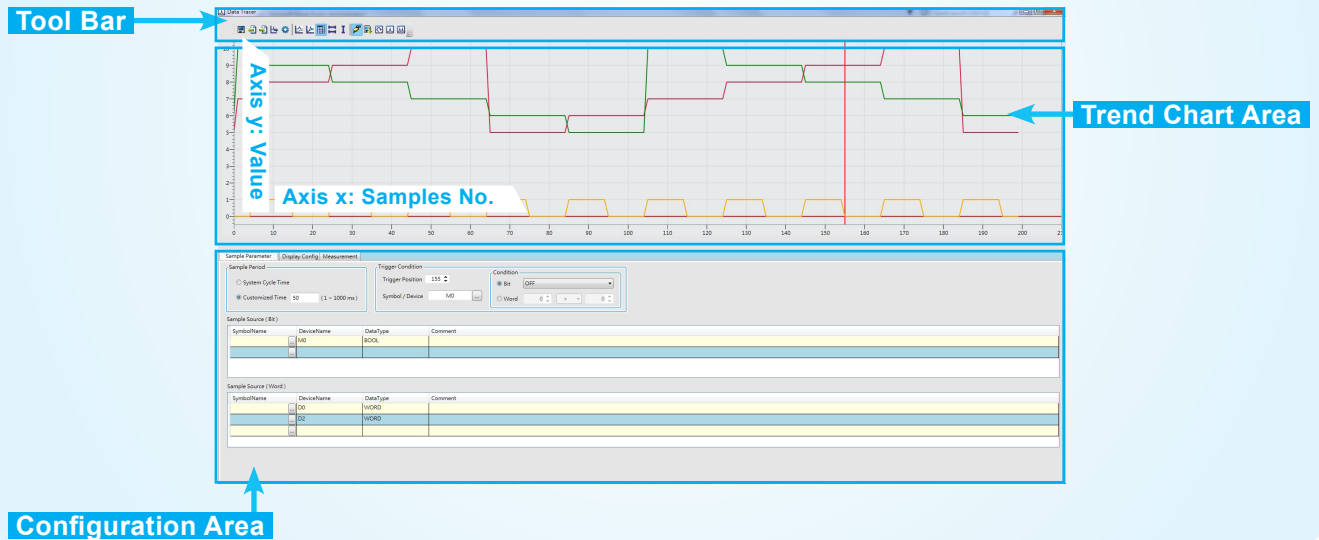 Data Tracer
Tool Bar
10
9
8
7
6
5
4
3
2
1
0
Axis y: Value
Axis x: Samples No.
Trend Chart Area
0 10 20 30 40 50 60 70 80 90 100 110 120 130 140 150 160 170 180 190 200
Sample Parameter Display Config Measurement
Sample Period
System Cycle Time
Customized Time 50 (1 ~ 1000 ms)
Trigger Condition
Trigger Position 155
Symbol / Device M0 ...
Condition
Bit OFF
Word 0 > 0
Sample Source ( Bit )
SymbolName DeviceName DataType Comment
... M0 BOOL
...
Sample Source ( Word )
SymbolName DeviceName DataType Comment
... D0 WORD
... D2 WORD
...
Configuration Area